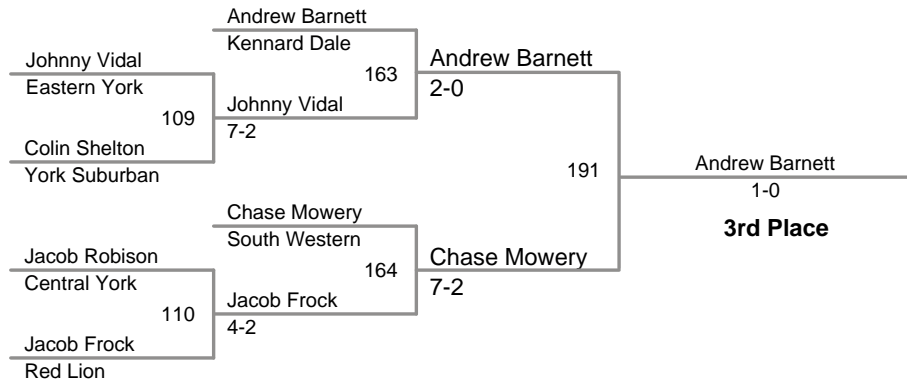 Andrew Barnett
Kennard Dale
Johnny Vidal
Eastern York
163
Andrew Barnett
2-0
109
Johnny Vidal
7-2
Colin Shelton
York Suburban
191
Andrew Barnett
1-0
3rd Place
Chase Mowery
South Western
Jacob Robison
Central York
164
Chase Mowery
7-2
110
Jacob Frock
4-2
Jacob Frock
Red Lion